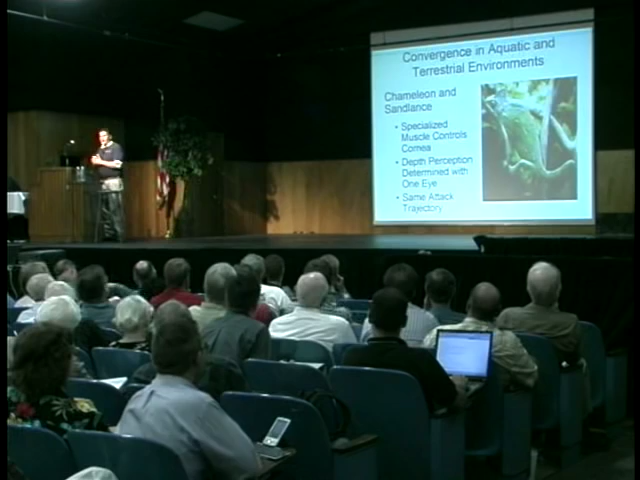 Convergence in Aquatic and
Terrestrial Environments
Chameleon and
Sandlance
• Specialized
Muscle Controls
Cornea
• Depth Perception
Determined with
One Eye
• Same Attack
Trajectory